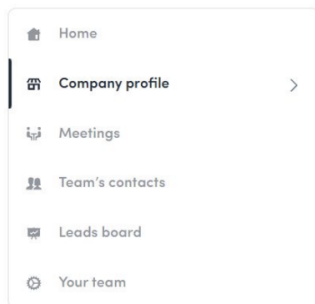 Home
Company profile
Meetings
Team's contacts
Leads board
Your team